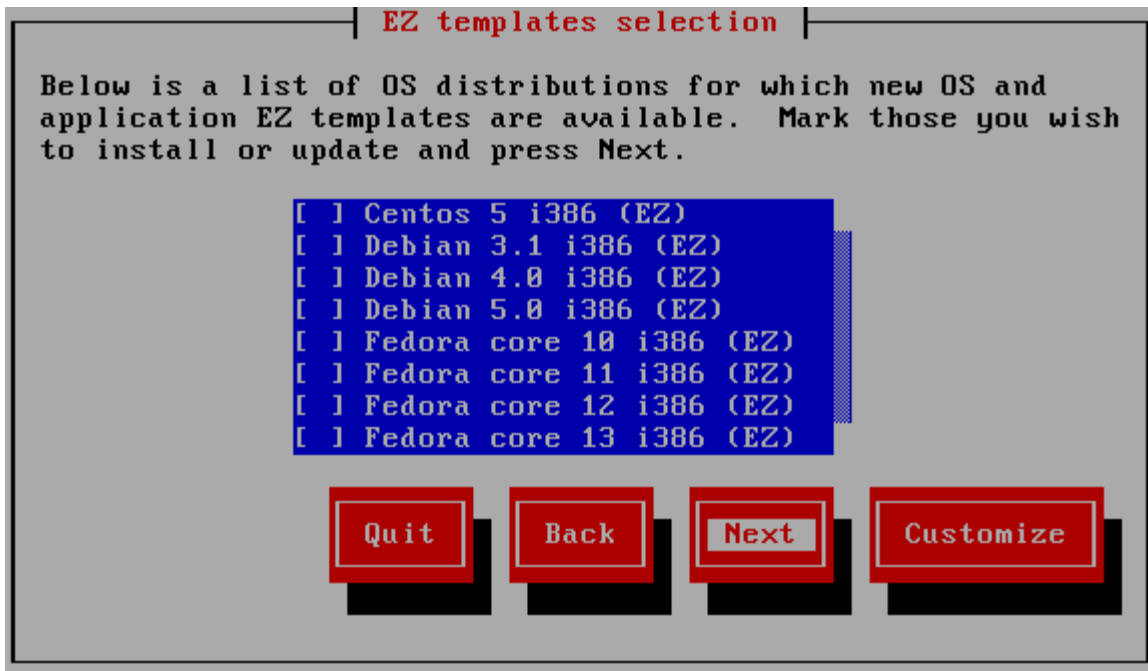 EZ templates selection
Below is a list of OS distributions for which new OS and
application EZ templates are available.  Mark those you wish
to install or update and press Next.
[ ] Centos 5 i386 (EZ)
[ ] Debian 3.1 i386 (EZ)
[ ] Debian 4.0 i386 (EZ)
[ ] Debian 5.0 i386 (EZ)
[ ] Fedora core 10 i386 (EZ)
[ ] Fedora core 11 i386 (EZ)
[ ] Fedora core 12 i386 (EZ)
[ ] Fedora core 13 i386 (EZ)
Quit Back Next Customize